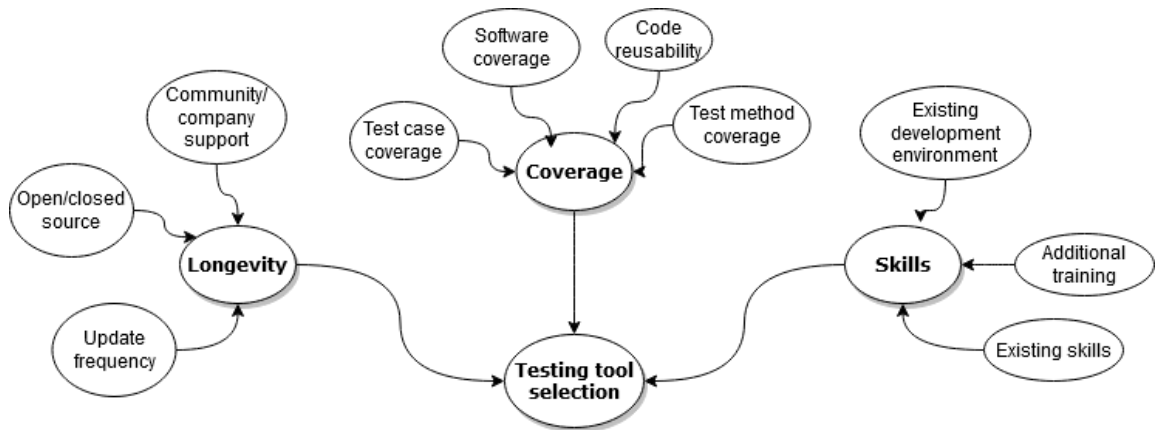 Software
coverage
Code
reusability
Community/
company
support
Test case
coverage
Test method
coverage
Existing
development
environment
Coverage
Open/closed
source
Longevity
Skills
Additional
training
Update
frequency
Testing tool
selection
Existing skills